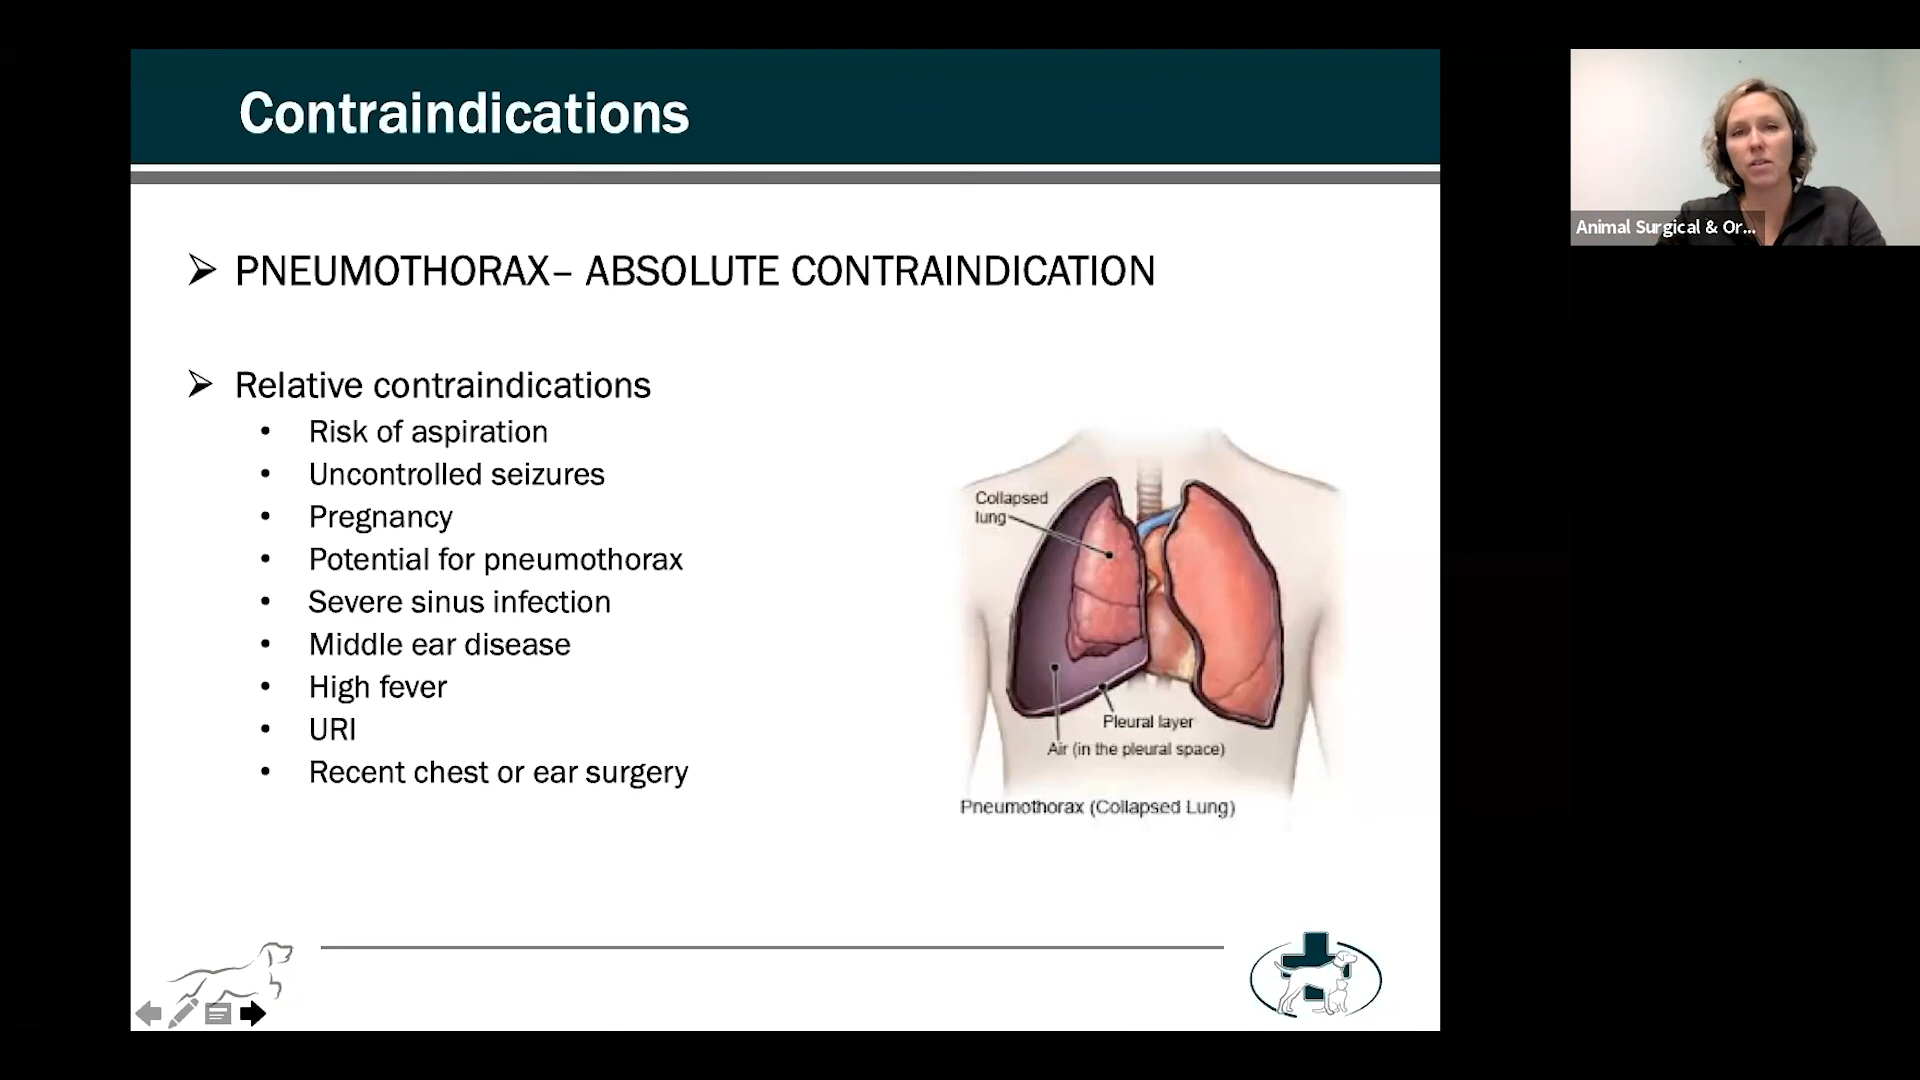 Contraindications
Animal Surgical & Or...
PNEUMOTHORAX– ABSOLUTE CONTRAINDICATION
Relative contraindications
Risk of aspiration
Uncontrolled seizures
Pregnancy
Potential for pneumothorax
Severe sinus infection
Middle ear disease
High fever
URI
Recent chest or ear surgery
Collapsed
lung
Pleural layer
Air (in the pleural space)
Pneumothorax (Collapsed Lung)